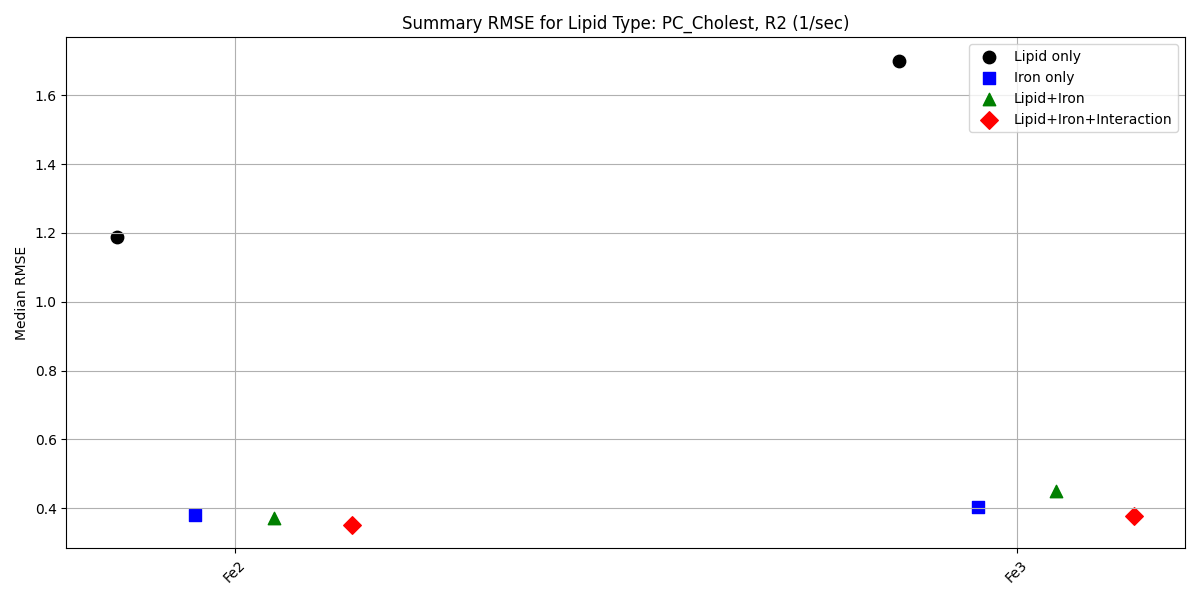 Summary RMSE for Lipid Type: PC_Cholest, R2 (1/sec)
Lipid only
Iron only
Lipid+Iron
Lipid+Iron+Interaction
Median RMSE
1.6
1.4
1.2
1.0
0.8
0.6
0.4
Fe2
Fe3